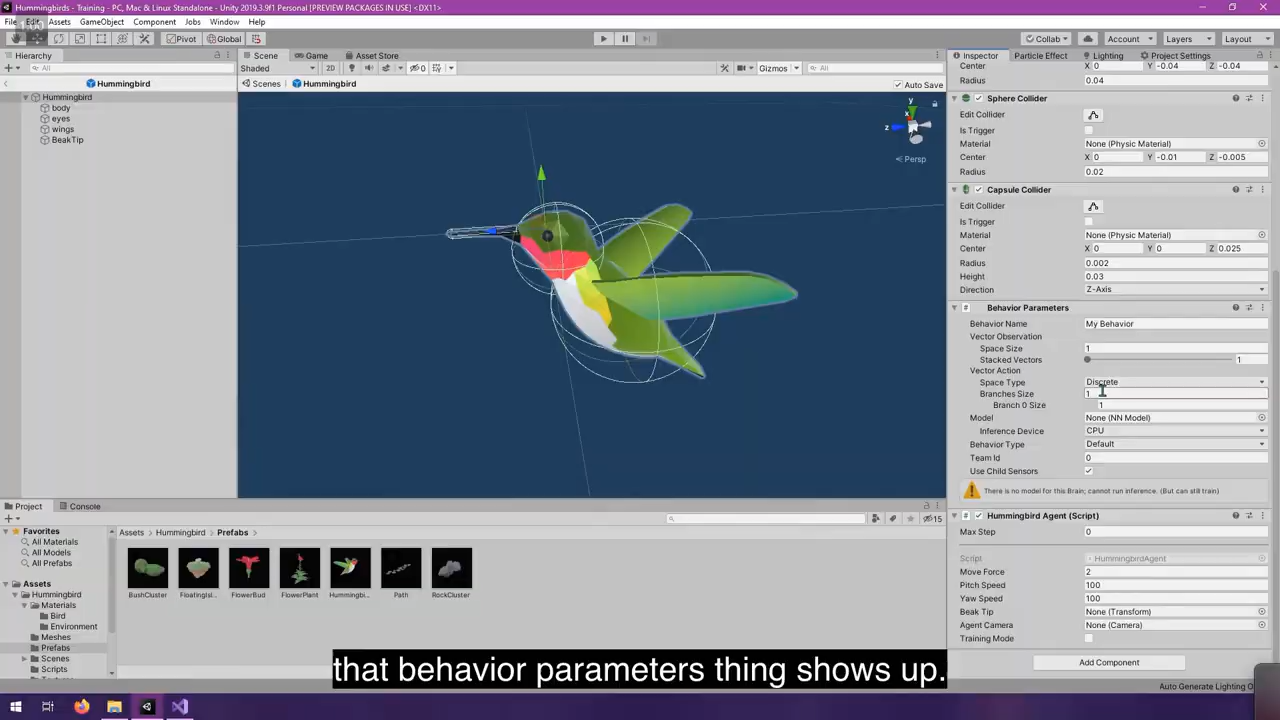 Hummingbirds - Training - PC, Mac & Linux Standalone - Unity 2019.3.9f1 Personal [PREVIEW PACKAGES IN USE] <DX11>
File Edit Assets GameObject Component Jobs Window Help
Pivot Global Collab Account Layers Layout
Hierarchy Scene Game Asset Store Inspector Particle Effect Lighting Project Settings
All Shaded 2D 0 Gizmos All
Hummingbird Scenes Hummingbird Auto Save
Hummingbird
body
eyes
wings
BeakTip
y
x
z
Persp
Center X 0 Y -0.04 Z -0.04
Radius 0.04
Sphere Collider
Edit Collider
Is Trigger
Material None (Physic Material)
Center X 0 Y -0.01 Z -0.005
Radius 0.02
Capsule Collider
Edit Collider
Is Trigger
Material None (Physic Material)
Center X 0 Y 0 Z 0.025
Radius 0.002
Height 0.03
Direction Z-Axis
Behavior Parameters
Behavior Name My Behavior
Vector Observation
Space Size 1
Stacked Vectors 1
Vector Action
Space Type Discrete
Branches Size 1
Branch 0 Size 1
Model None (NN Model)
Inference Device CPU
Behavior Type Default
Team Id 0
Use Child Sensors
There is no model for this Brain; cannot run inference. (But can still train)
Hummingbird Agent (Script)
Max Step 0
Script HummingbirdAgent
Move Force 2
Pitch Speed 100
Yaw Speed 100
Beak Tip None (Transform)
Agent Camera None (Camera)
Training Mode
Add Component
Project Console
15
Favorites
All Materials
All Models
All Prefabs
Assets
Hummingbird
Materials
Bird
Environment
Meshes
Prefabs
Scenes
Scripts
Assets > Hummingbird > Prefabs
BushCluster FloatingIsl... FlowerBud FlowerPlant Hummingbi... Path RockCluster
that behavior parameters thing shows up.